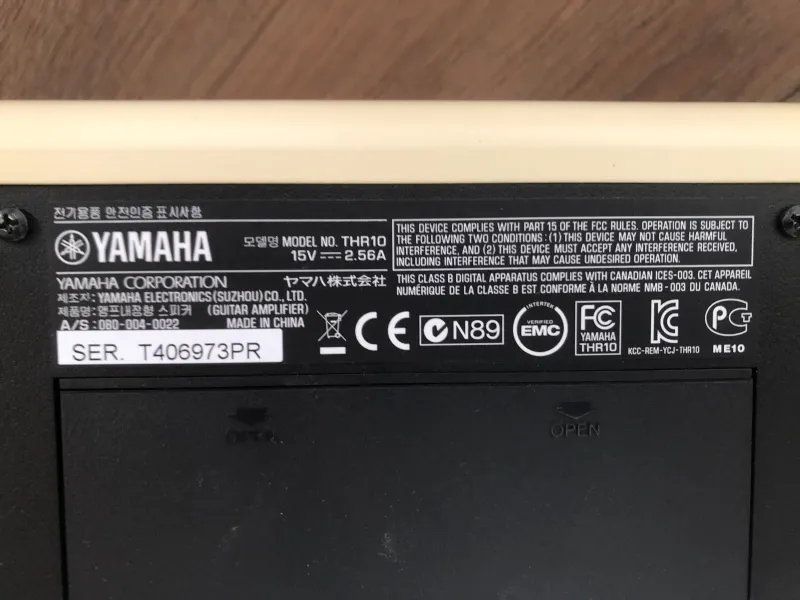 전기용품 안전인증 표시사항
YAMAHA
모델명 MODEL NO. THR10
15V 2.56A
THIS DEVICE COMPLIES WITH PART 15 OF THE FCC RULES. OPERATION IS SUBJECT TO
THE FOLLOWING TWO CONDITIONS : (1) THIS DEVICE MAY NOT CAUSE HARMFUL
INTERFERENCE, AND (2) THIS DEVICE MUST ACCEPT ANY INTERFERENCE RECEIVED,
INCLUDING INTERFERENCE THAT MAY CAUSE UNDESIRED OPERATION.
YAMAHA CORPORATION ヤマハ株式会社
제조자: YAMAHA ELECTRONICS(SUZHOU)CO., LTD.
제품명: 앰프내장형 스피커 (GUITAR AMPLIFIER)
A/S : 080-004-0022 MADE IN CHINA
THIS CLASS B DIGITAL APPARATUS COMPLIES WITH CANADIAN ICES-003. CET APPAREIL
NUMÉRIQUE DE LA CLASSE B EST CONFORME À LA NORME NMB-003 DU CANADA.
SER. T406973PR
CE
N89
INTERTEK
VERIFIED
EMC
FC
YAMAHA
THR10
KCC-REM-YCJ-THR10
ME10
OPEN
OPEN